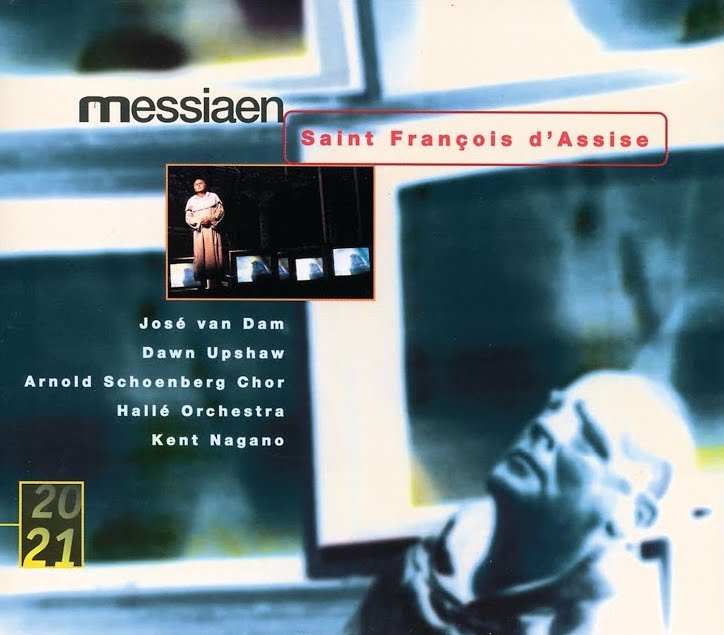 messiaen
Saint François d'Assise
José van Dam
Dawn Upshaw
Arnold Schoenberg Chor
Hallé Orchestra
Kent Nagano
20
21